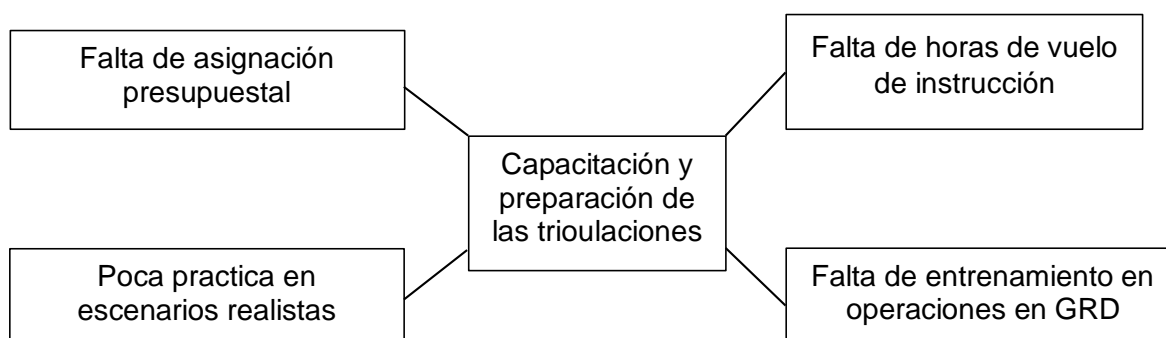 Falta de asignación
presupuestal
Falta de horas de vuelo
de instrucción
Capacitación y
preparación de
las trioulaciones
Poca practica en
escenarios realistas
Falta de entrenamiento en
operaciones en GRD